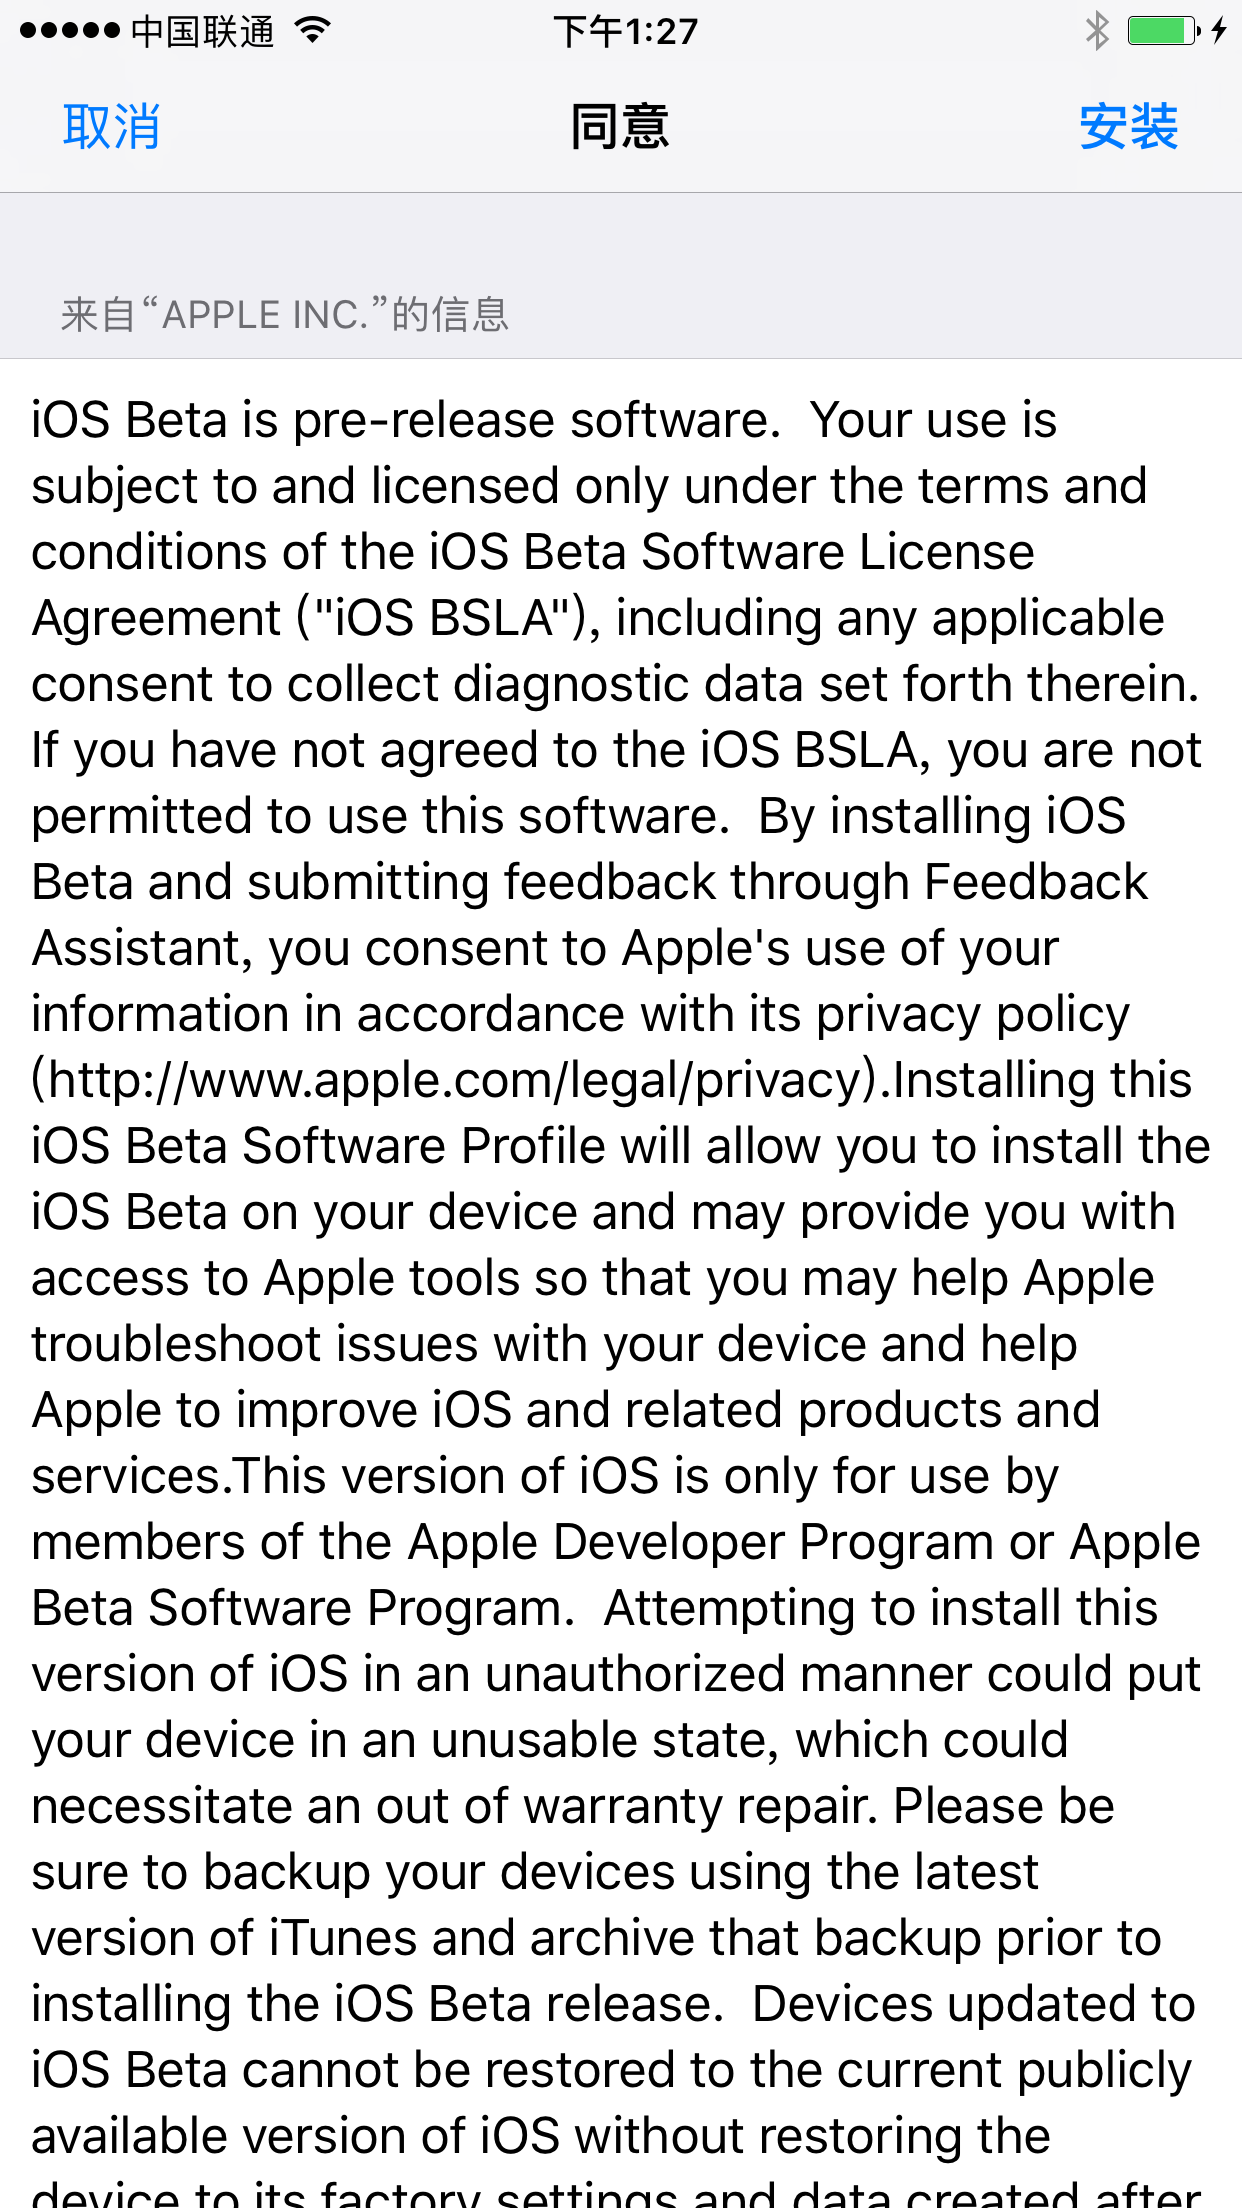 中国联通 下午1:27
取消 同意 安装
来自“APPLE INC.”的信息
iOS Beta is pre-release software.  Your use is
subject to and licensed only under the terms and
conditions of the iOS Beta Software License
Agreement ("iOS BSLA"), including any applicable
consent to collect diagnostic data set forth therein.
If you have not agreed to the iOS BSLA, you are not
permitted to use this software.  By installing iOS
Beta and submitting feedback through Feedback
Assistant, you consent to Apple's use of your
information in accordance with its privacy policy
(http://www.apple.com/legal/privacy).Installing this
iOS Beta Software Profile will allow you to install the
iOS Beta on your device and may provide you with
access to Apple tools so that you may help Apple
troubleshoot issues with your device and help
Apple to improve iOS and related products and
services.This version of iOS is only for use by
members of the Apple Developer Program or Apple
Beta Software Program.  Attempting to install this
version of iOS in an unauthorized manner could put
your device in an unusable state, which could
necessitate an out of warranty repair. Please be
sure to backup your devices using the latest
version of iTunes and archive that backup prior to
installing the iOS Beta release.  Devices updated to
iOS Beta cannot be restored to the current publicly
available version of iOS without restoring the
device to its factory settings and data created after